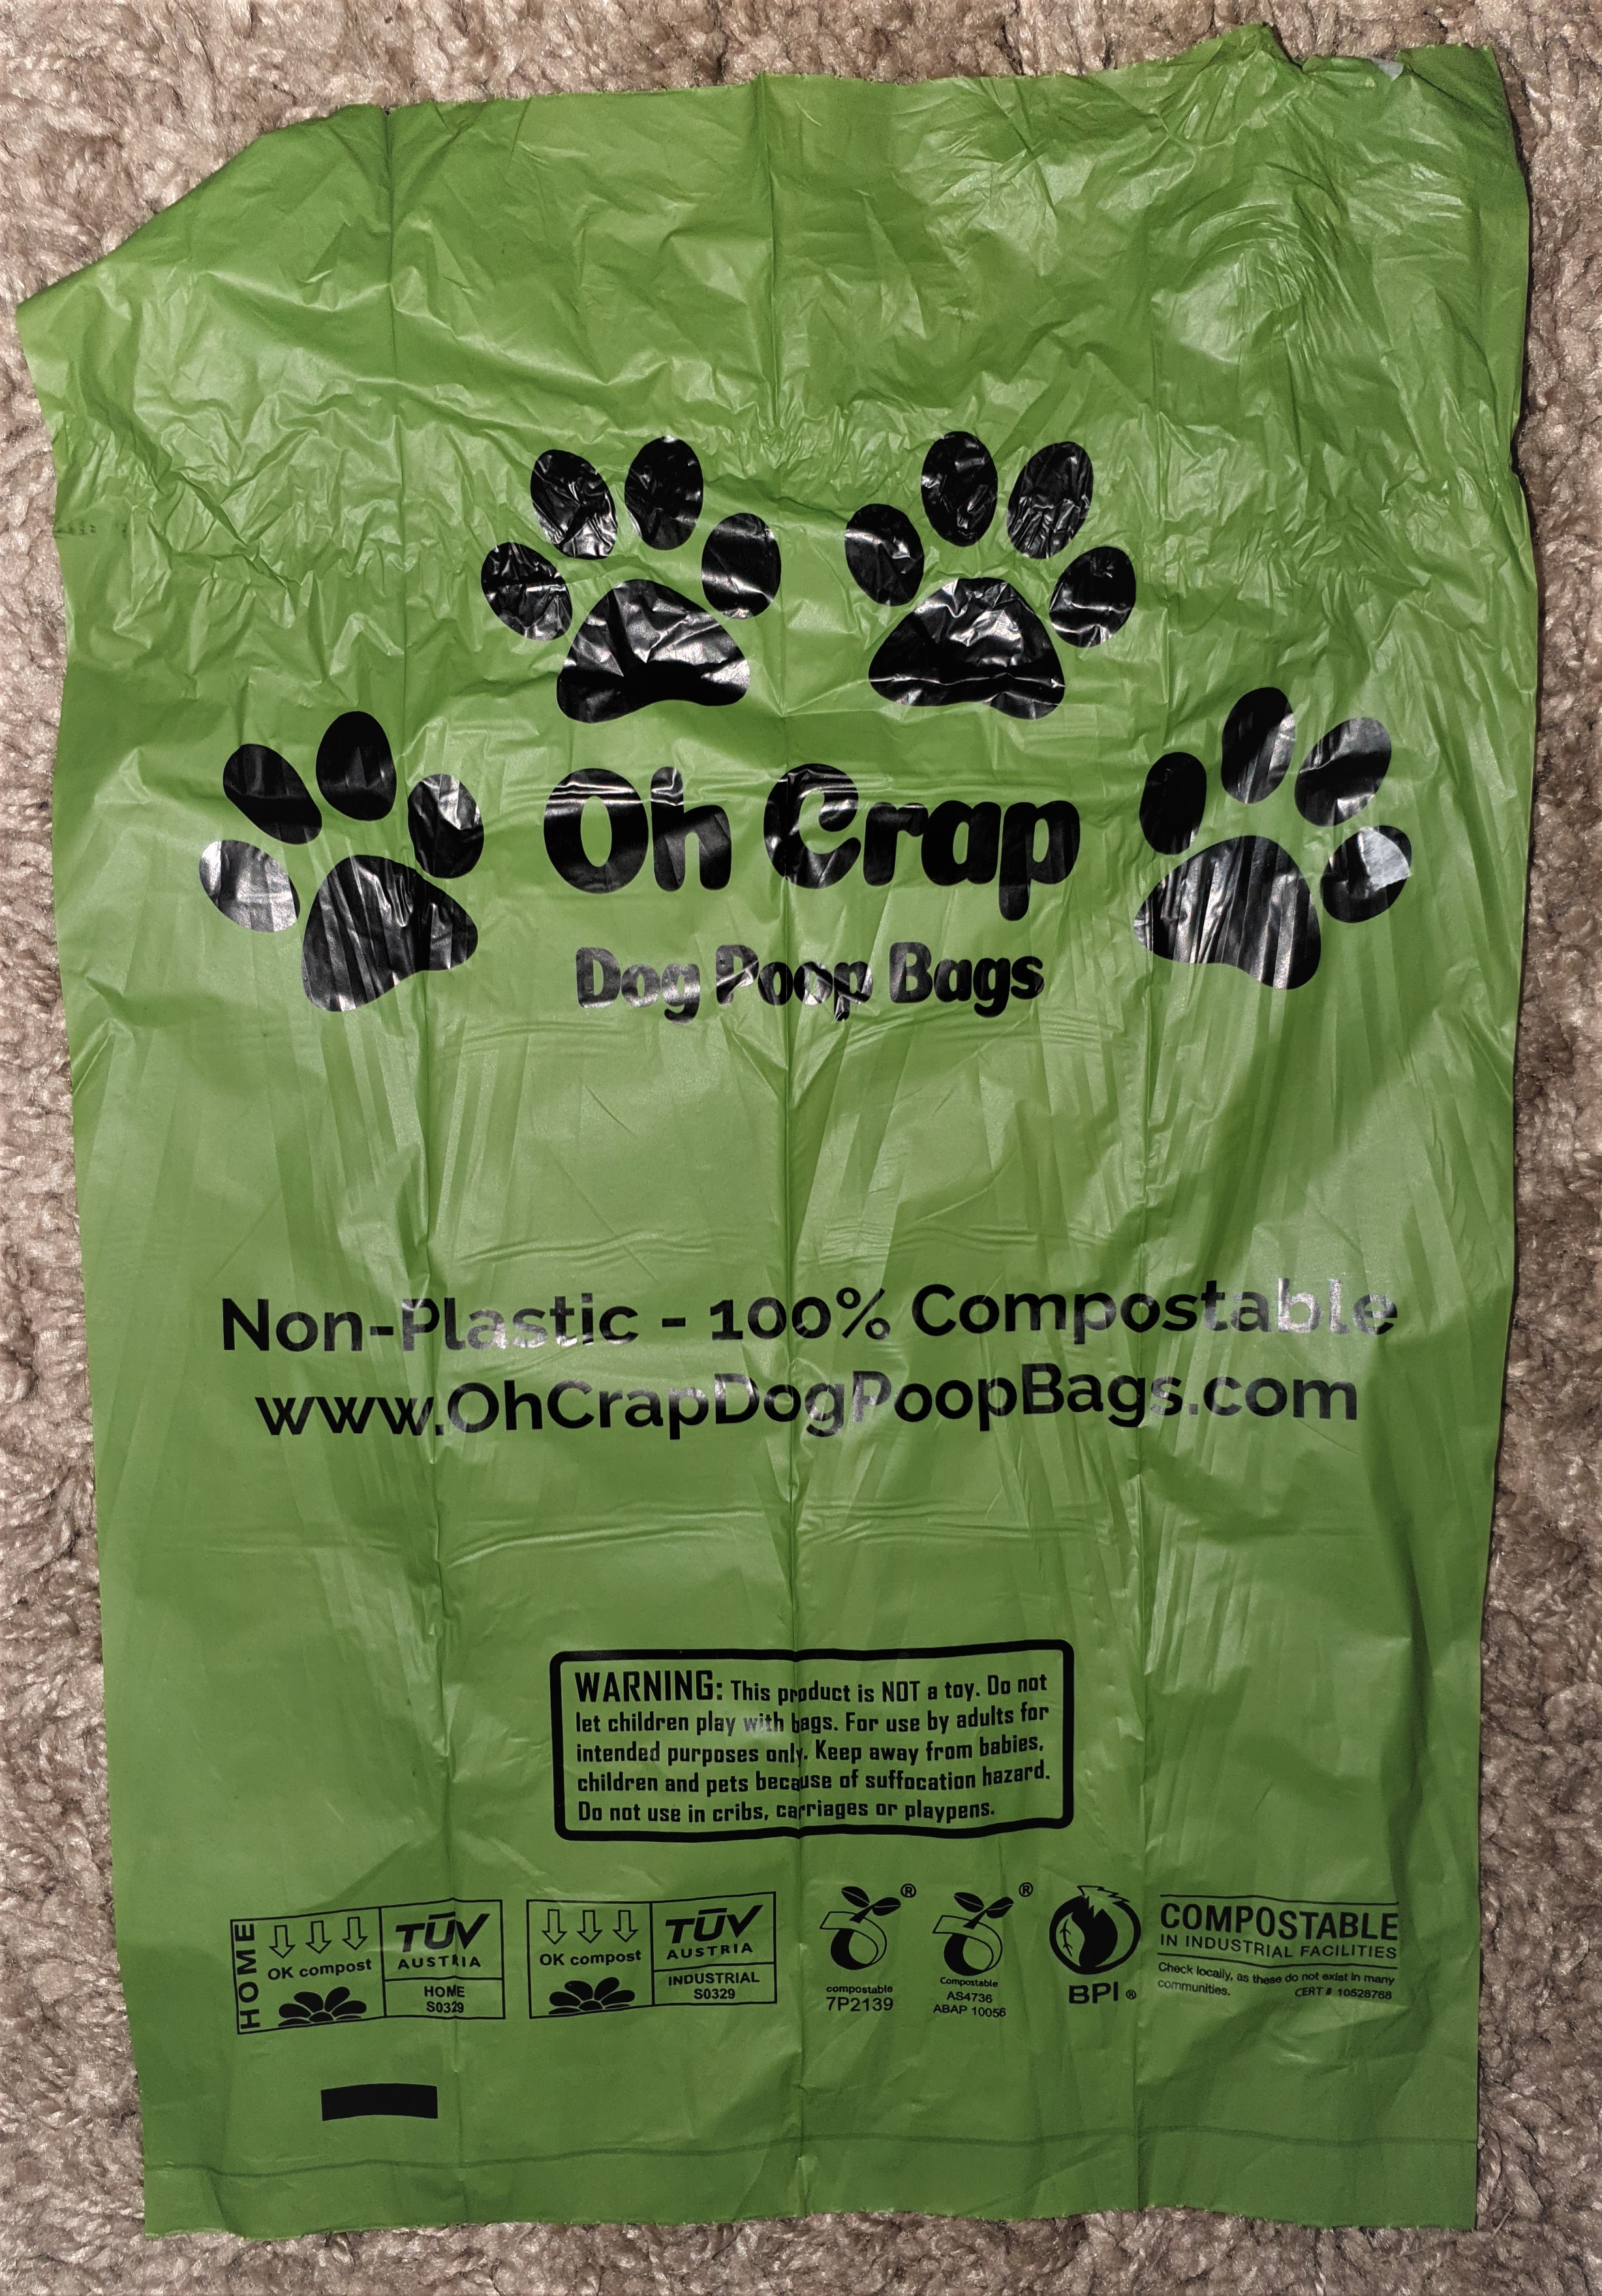 Oh Crap
Dog Poop Bags
Non-Plastic - 100% Compostable
www.OhCrapDogPoopBags.com
WARNING: This product is NOT a toy. Do not
let children play with bags. For use by adults for
intended purposes only. Keep away from babies,
children and pets because of suffocation hazard.
Do not use in cribs, carriages or playpens.
HOME
OK compost
TÜV
AUSTRIA
HOME
S0329
OK compost
TÜV
AUSTRIA
INDUSTRIAL
S0329
®
compostable
7P2139
®
Compostable
AS4736
ABAP 10056
BPI®
COMPOSTABLE
IN INDUSTRIAL FACILITIES
Check locally, as these do not exist in many
communities. CERT # 10528768